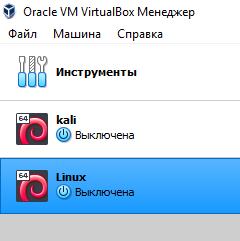 Oracle VM VirtualBox Менеджер
Файл Машина Справка
Инструменты
64
kali
Выключена
64
Linux
Выключена